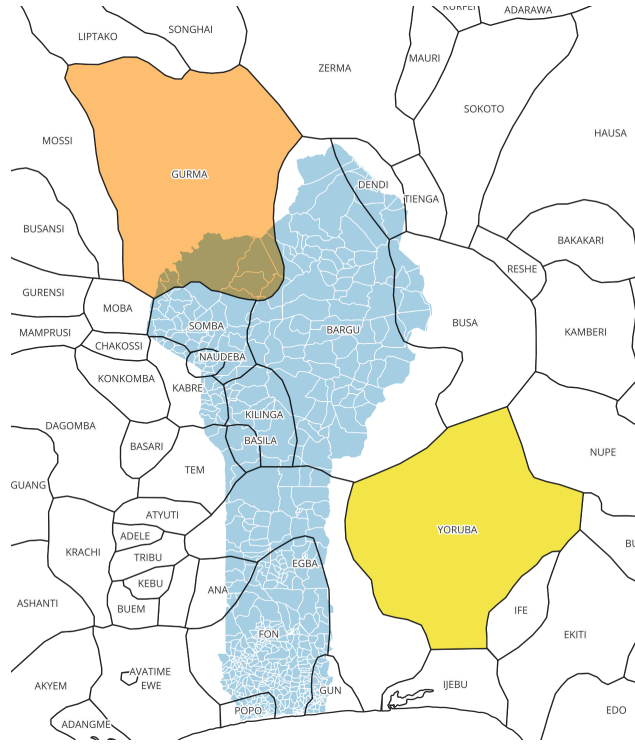 KURFEI
ADARAWA
LIPTAKO
SONGHAI
ZERMA
MAURI
SOKOTO
HAUSA
MOSSI
GURMA
DENDI
TIENGA
BUSANSI
BAKAKARI
RESHE
GURENSI
MOBA
SOMBA
BARGU
BUSA
KAMBERI
MAMPRUSI
CHAKOSSI
NAUDEBA
KONKOMBA
KABRE
KILINGA
DAGOMBA
BASARI
BASILA
TEM
NUPE
GUANG
ATYUTI
YORUBA
ADELE
KRACHI
TRIBU
EGBA
KEBU
ANA
ASHANTI
BUEM
IFE
FON
EKITI
AVATIME
EWE
AKYEM
GUN
IJEBU
POPO
EDO
ADANGME